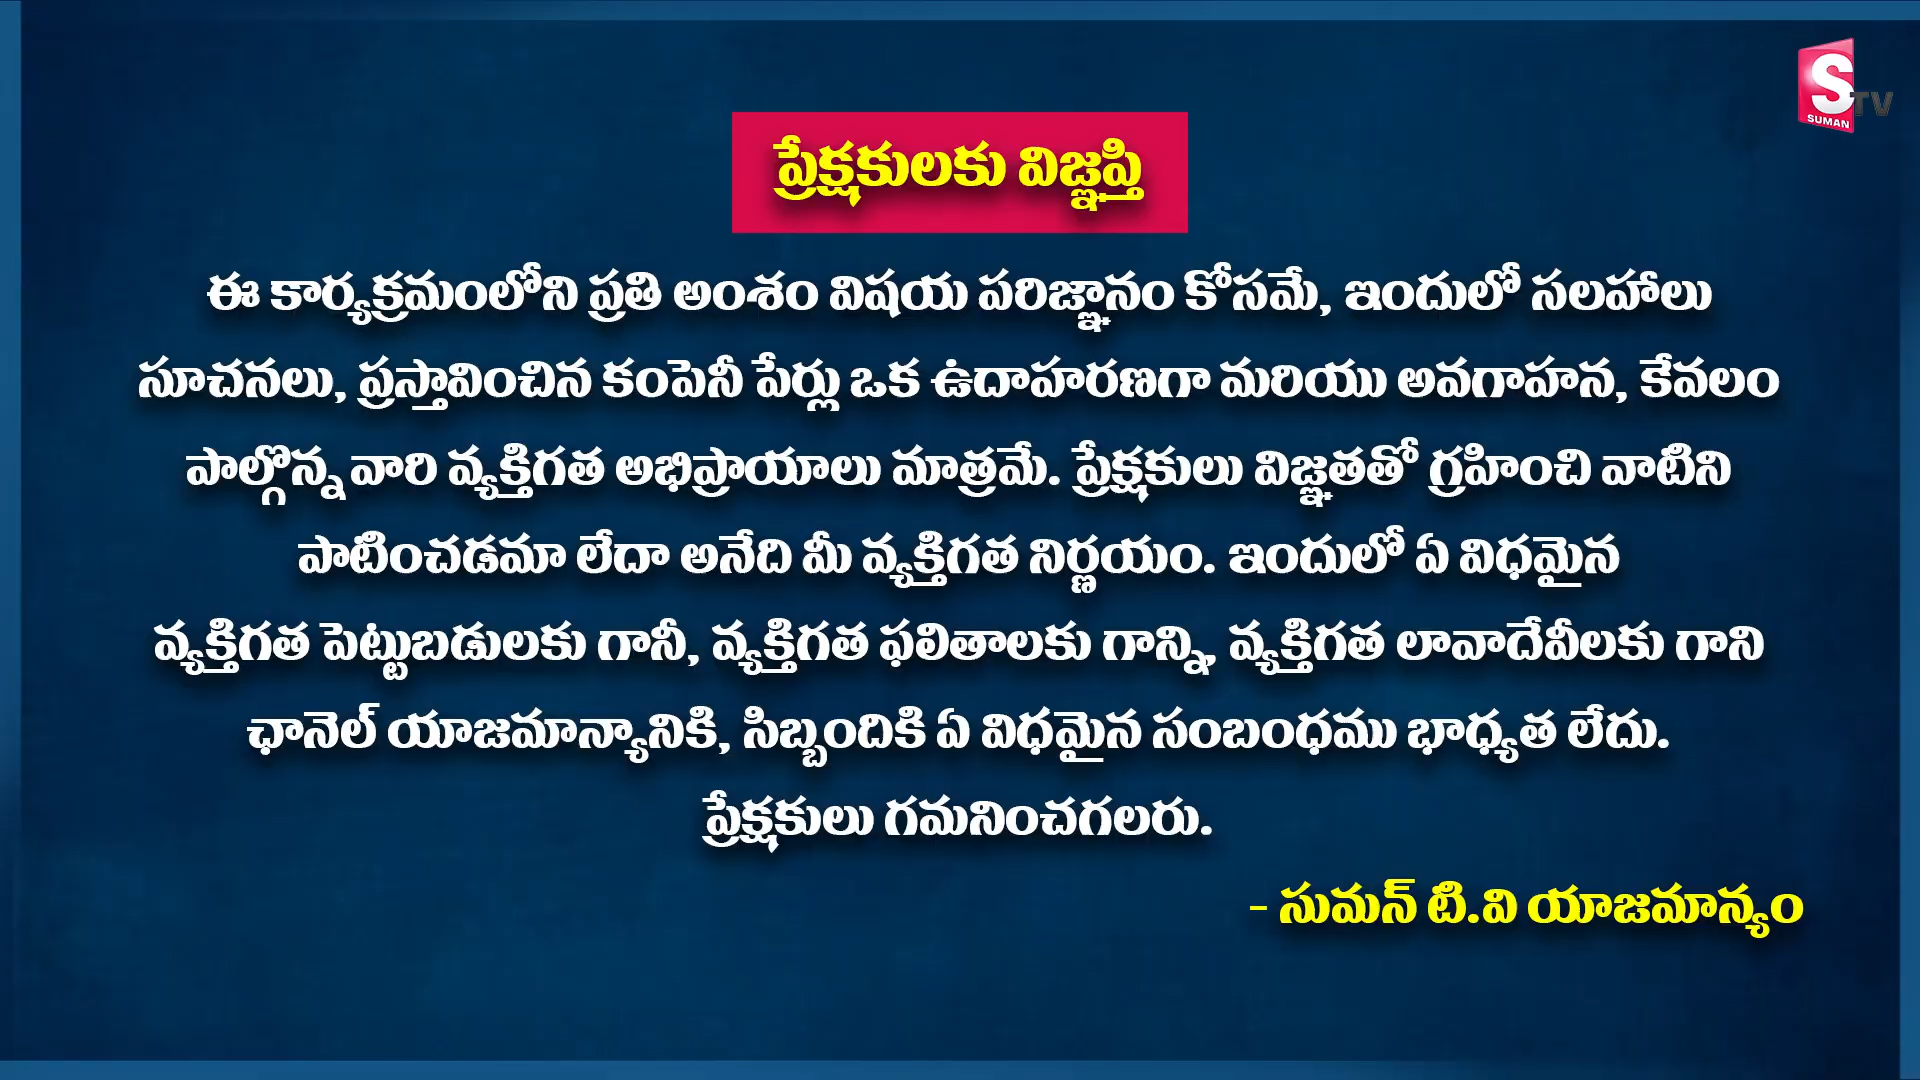 S
TV
SUMAN
ప్రేక్షకులకు విజ్ఞప్తి
ఈ కార్యక్రమంలోని ప్రతి అంశం విషయ పరిజ్ఞానం కోసమే, ఇందులో సలహాలు
సూచనలు, ప్రస్తావించిన కంపెనీ పేర్లు ఒక ఉదాహరణగా మరియు అవగాహన, కేవలం
పాల్గొన్న వారి వ్యక్తిగత అభిప్రాయాలు మాత్రమే. ప్రేక్షకులు విజ్ఞతతో గ్రహించి వాటిని
పాటించడమా లేదా అనేది మీ వ్యక్తిగత నిర్ణయం. ఇందులో ఏ విధమైన
వ్యక్తిగత పెట్టుబడులకు గానీ, వ్యక్తిగత ఫలితాలకు గాన్ని, వ్యక్తిగత లావాదేవీలకు గాని
ఛానెల్ యాజమాన్యానికి, సిబ్బందికి ఏ విధమైన సంబంధము భాధ్యత లేదు.
ప్రేక్షకులు గమనించగలరు.
- సుమన్ టి.వి యాజమాన్యం